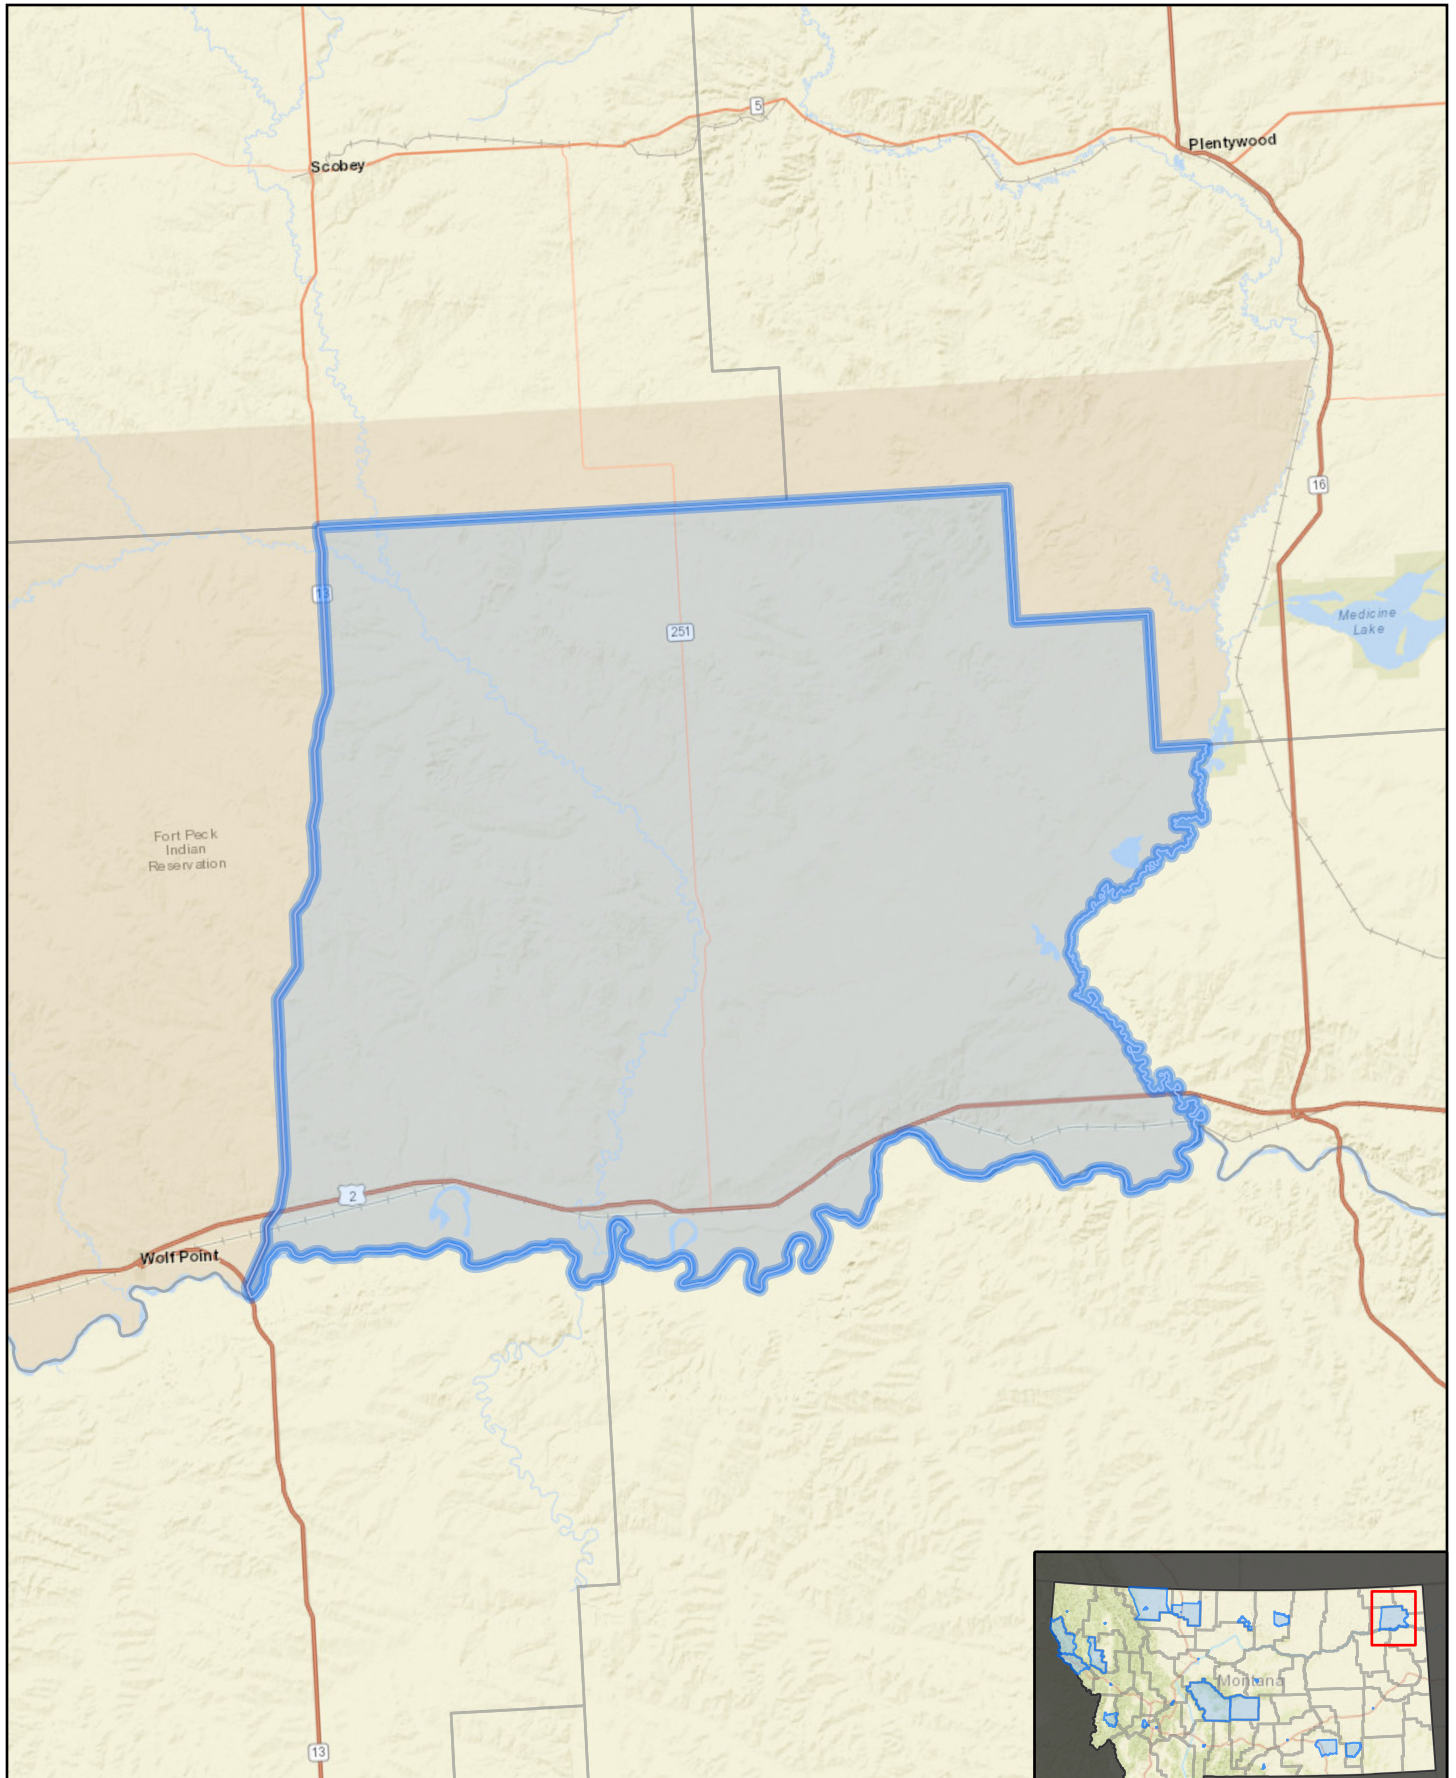 5
Plentywood
Scobey
16
13
Medicine
Lake
251
Fort Peck
Indian
Reservation
2
Wolf Point
Montana
13